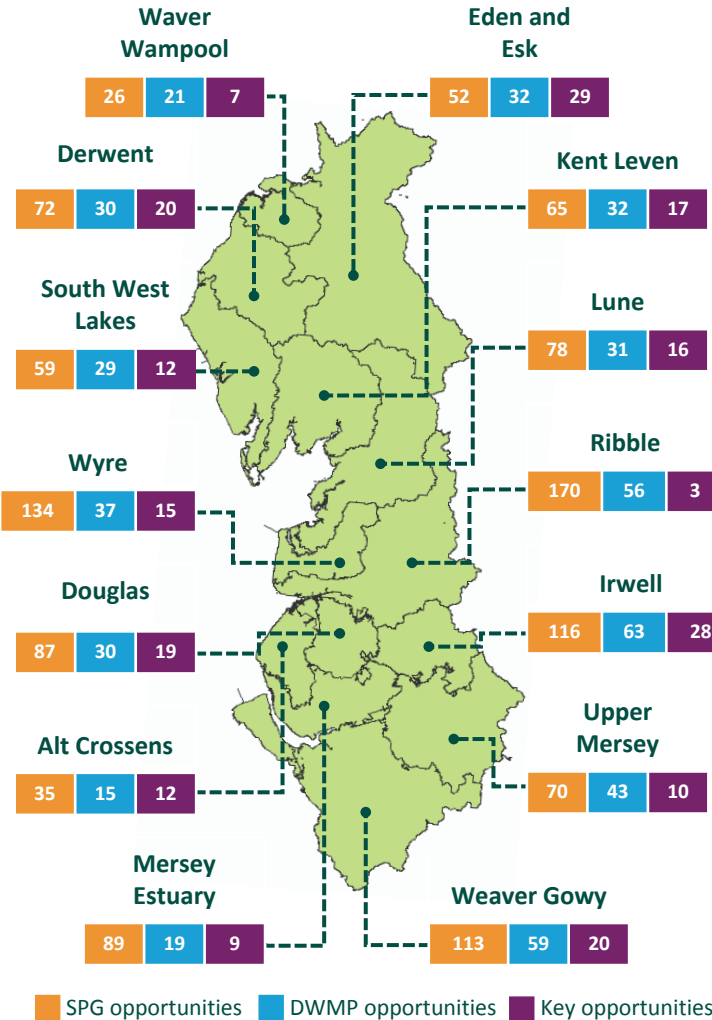 Waver
Wampool
26 21 7
Eden and
Esk
52 32 29
Derwent
72 30 20
Kent Leven
65 32 17
South West
Lakes
59 29 12
Lune
78 31 16
Wyre
134 37 15
Ribble
170 56 3
Douglas
87 30 19
Irwell
116 63 28
Alt Crossens
35 15 12
Upper
Mersey
70 43 10
Mersey
Estuary
89 19 9
Weaver Gowy
113 59 20
SPG opportunities DWMP opportunities Key opportunities